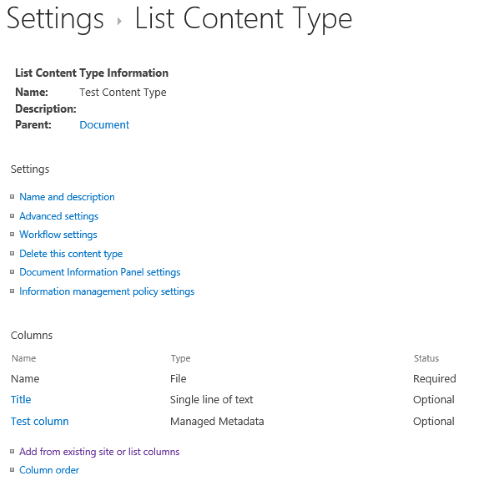 Settings › List Content Type
List Content Type Information
Name: Test Content Type
Description:
Parent: Document
Settings
Name and description
Advanced settings
Workflow settings
Delete this content type
Document Information Panel settings
Information management policy settings
Columns
Name Type Status
Name File Required
Title Single line of text Optional
Test column Managed Metadata Optional
Add from existing site or list columns
Column order